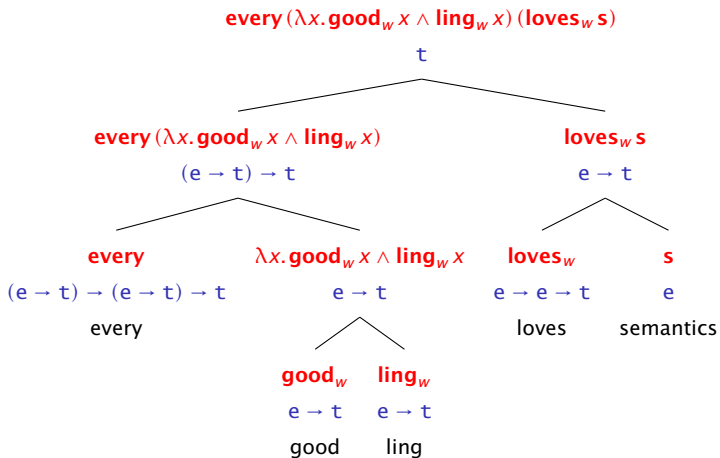 every (λx. good_w x ∧ ling_w x) (loves_w s)
t
every (λx. good_w x ∧ ling_w x) loves_w s
(e → t) → t e → t
every λx. good_w x ∧ ling_w x loves_w s
(e → t) → (e → t) → t e → t e → e → t e
every loves semantics
good_w ling_w
e → t e → t
good ling